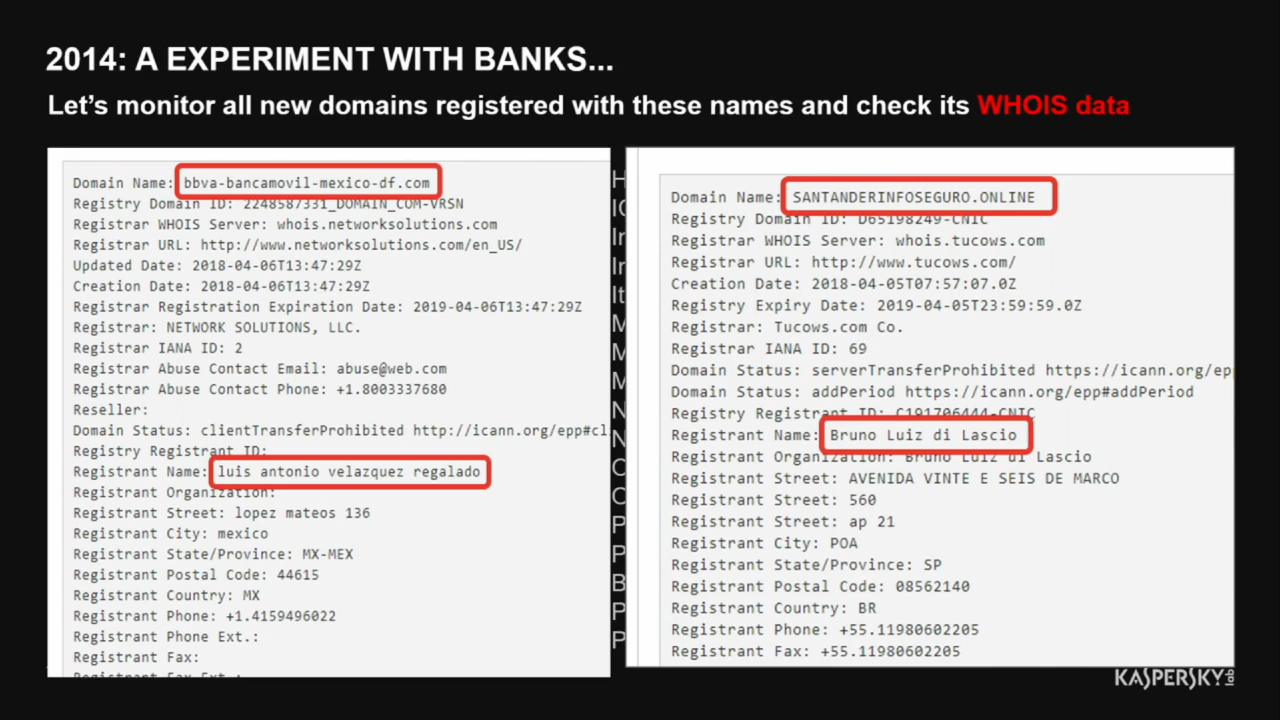 2014: A EXPERIMENT WITH BANKS...
Let's monitor all new domains registered with these names and check its WHOIS data
Domain Name: bbva-bancamovil-mexico-df.com
Registry Domain ID: 2248587331_DOMAIN_COM-VRSN
Registrar WHOIS Server: whois.networksolutions.com
Registrar URL: http://www.networksolutions.com/en_US/
Updated Date: 2018-04-06T13:47:29Z
Creation Date: 2018-04-06T13:47:29Z
Registrar Registration Expiration Date: 2019-04-06T13:47:29Z
Registrar: NETWORK SOLUTIONS, LLC.
Registrar IANA ID: 2
Registrar Abuse Contact Email: abuse@web.com
Registrar Abuse Contact Phone: +1.8003337680
Reseller:
Domain Status: clientTransferProhibited http://icann.org/epp#cl
Registry Registrant ID:
Registrant Name: luis antonio velazquez regalado
Registrant Organization:
Registrant Street: lopez mateos 136
Registrant City: mexico
Registrant State/Province: MX-MEX
Registrant Postal Code: 44615
Registrant Country: MX
Registrant Phone: +1.4159496022
Registrant Phone Ext.:
Registrant Fax:
Registrant Fax Ext.:
H
IC
In
In
It
M
M
M
N
N
O
O
P
P
B
P
P
Domain Name: SANTANDERINFOSEGURO.ONLINE
Registry Domain ID: D65198249-CNIC
Registrar WHOIS Server: whois.tucows.com
Registrar URL: http://www.tucows.com/
Creation Date: 2018-04-05T07:57:07.0Z
Registry Expiry Date: 2019-04-05T23:59:59.0Z
Registrar: Tucows.com Co.
Registrar IANA ID: 69
Domain Status: serverTransferProhibited https://icann.org/ep
Domain Status: addPeriod https://icann.org/epp#addPeriod
Registry Registrant ID: C191706444-CNIC
Registrant Name: Bruno Luiz di Lascio
Registrant Organization: Bruno Luiz di Lascio
Registrant Street: AVENIDA VINTE E SEIS DE MARCO
Registrant Street: 560
Registrant Street: ap 21
Registrant City: POA
Registrant State/Province: SP
Registrant Postal Code: 08562140
Registrant Country: BR
Registrant Phone: +55.11980602205
Registrant Fax: +55.11980602205
KASPERSKY lab